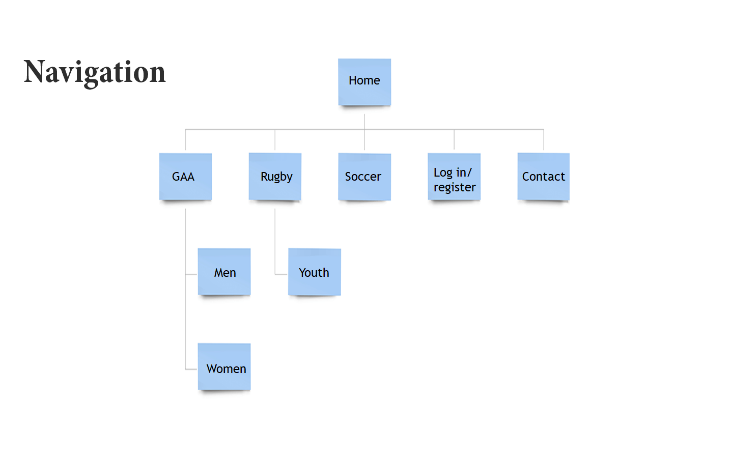 Navigation
Home
GAA
Rugby
Soccer
Log in/
register
Contact
Men
Youth
Women